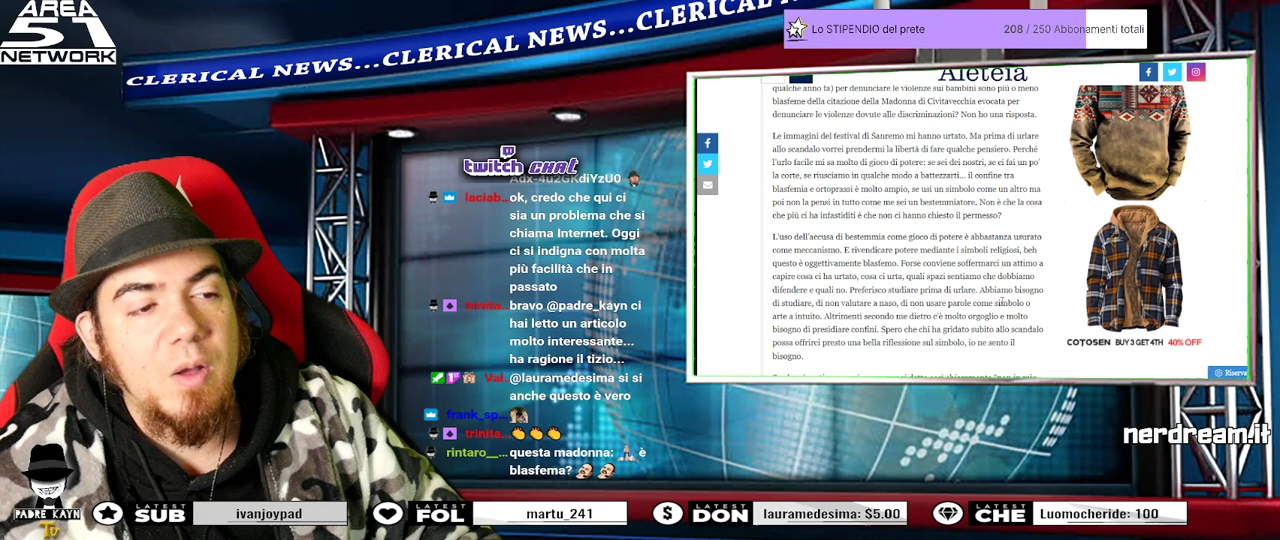 AREA
51
NETWORK
CLERICAL NEWS...CLERICAL NEWS...CLERICAL NEWS
Lo STIPENDIO del prete
208 / 250 Abbonamenti totali
Aleteia
qualche anno fa) per denunciare le violenze sui bambini sono più o meno
blasfeme della citazione della Madonna di Civitavecchia evocata per
denunciare le violenze dovute alle discriminazioni? Non ho una risposta.
Le immagini del festival di Sanremo mi hanno urtato. Ma prima di urlare
allo scandalo vorrei prendermi la libertà di fare qualche pensiero. Perché
l'urlo facile mi sa molto di gioco di potere: se sei dei nostri, se ci fai un po'
la corte, se riusciamo in qualche modo a battezzarti... il confine tra
blasfemia e ortoprassi è molto ampio, se usi un simbolo come un altro ma
poi non la pensi in tutto come me sei un bestemmiatore. Non è che la cosa
che più ci ha infastiditi è che non ci hanno chiesto il permesso?
L'uso dell'accusa di bestemmia come gioco di potere è abbastanza usurato
come meccanismo. E rivendicare potere mediante i simboli religiosi, beh
questo è oggettivamente blasfemo. Forse conviene soffermarci un attimo a
capire cosa ci ha urtato, cosa ci urta, quali spazi sentiamo che dobbiamo
difendere e quali no. Preferisco studiare prima di urlare. Abbiamo bisogno
di studiare, di non valutare a naso, di non usare parole come simbolo o
arte a intuito. Altrimenti secondo me dietro c'è molto orgoglio e molto
bisogno di presidiare confini. Spero che chi ha gridato subito allo scandalo
possa offrirci presto una bella riflessione sul simbolo, io ne sento il
bisogno.
COTOSEN BUY 3 GET 4TH 40% OFF
Riserva
twitch CHAT
Adx-4u2GKdiYzU0
laciab... ok, credo che qui ci
sia un problema che si
chiama Internet. Oggi
ci si indigna con molta
più facilità che in
passato
trinita... bravo @padre_kayn ci
hai letto un articolo
molto interessante...
ha ragione il tizio...
Val... @lauramedesima si si
anche questo è vero
frank_sp...
trinita... 👏👏👏
rintaro__... questa madonna: è
blasfema?
nerdream.it
PADRE KAYN
Tv
LATEST
SUB
ivanjoypad
LATEST
FOL
martu_241
LATEST
DON
lauramedesima: $5.00
LATEST
CHE
Luomocheride: 100